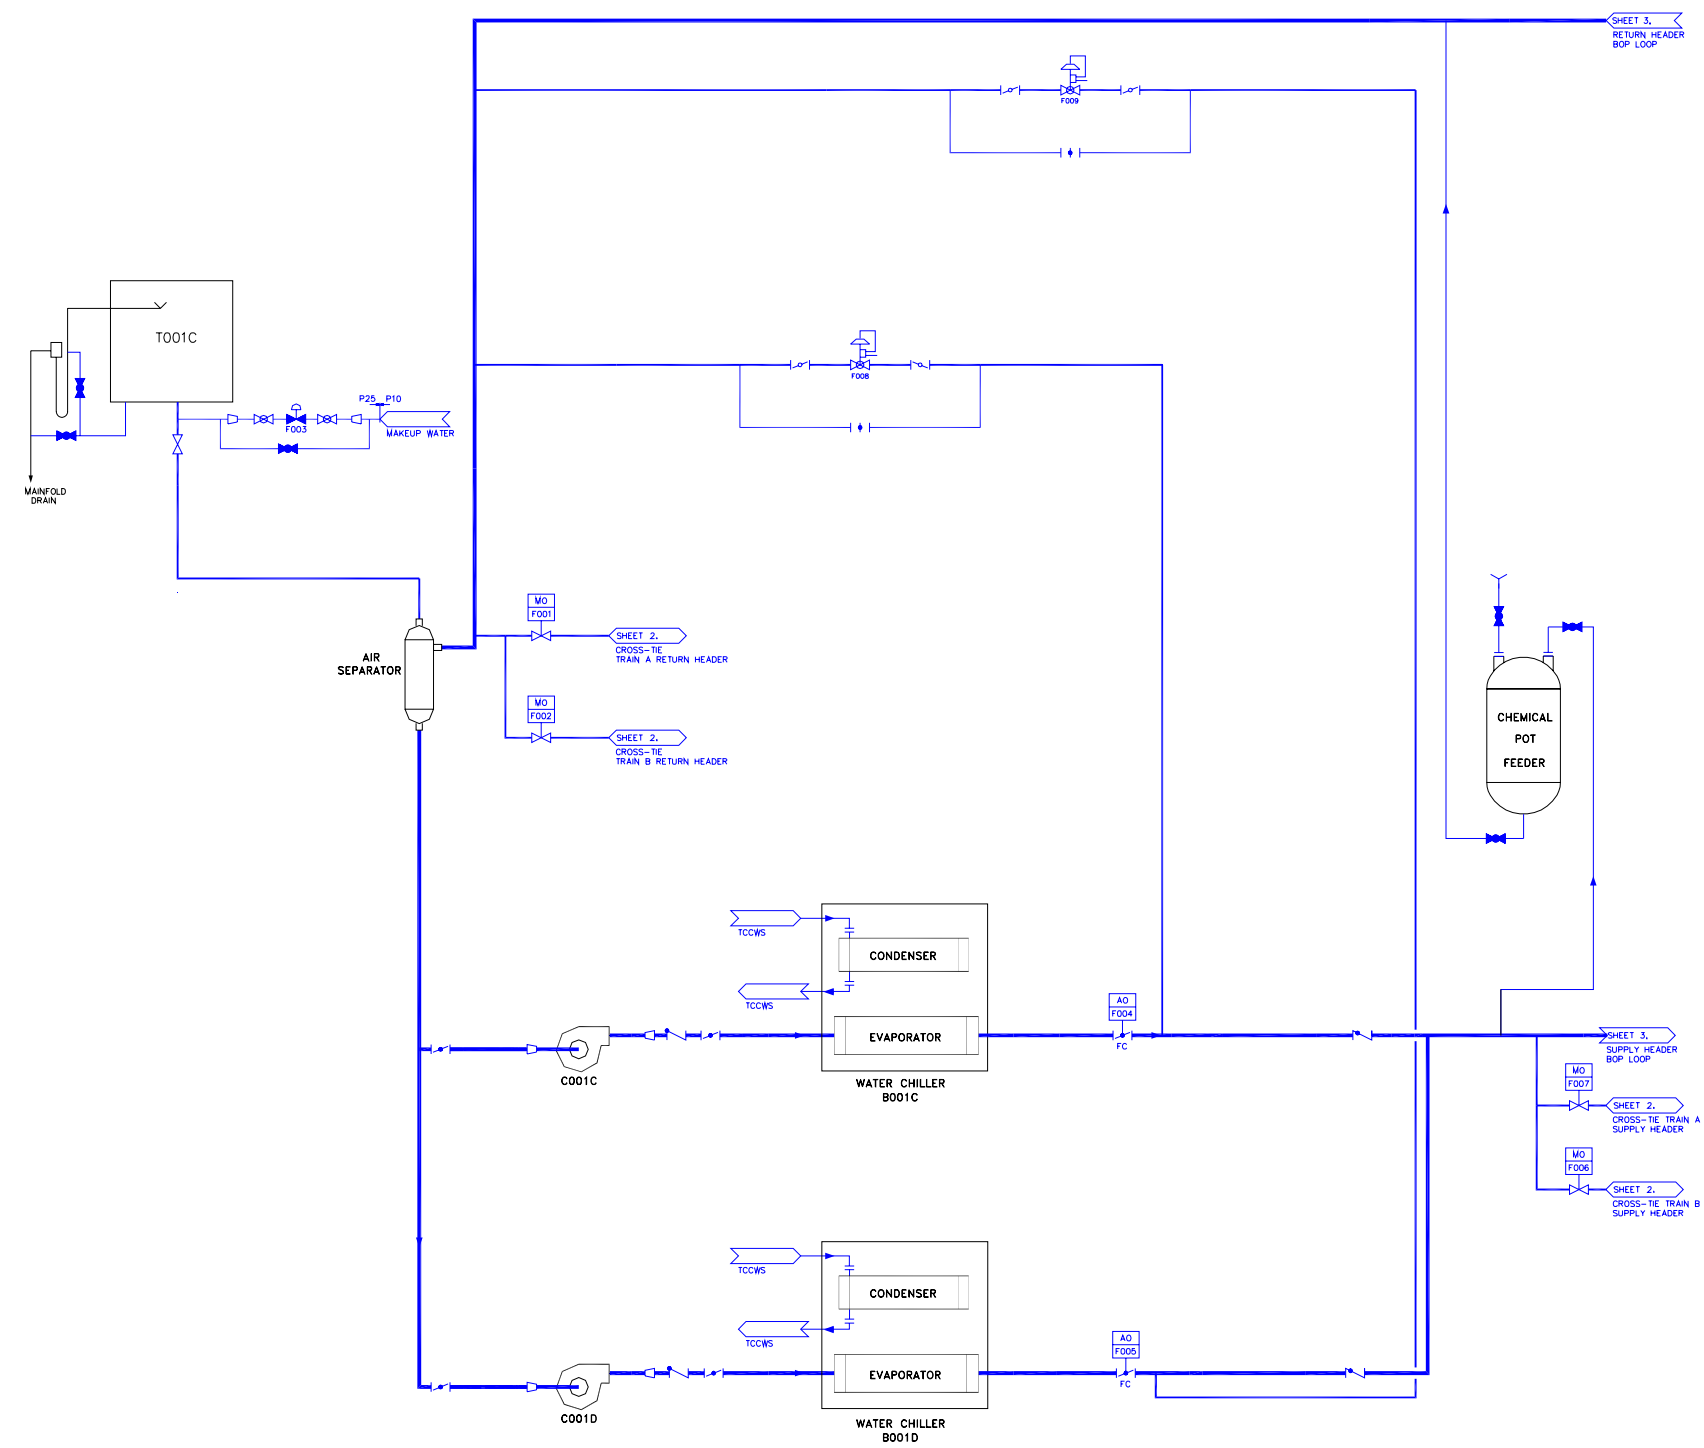 SHEET 3,
RETURN HEADER
BOP LOOP
F009
T001C
F008
P25 P10
F003
MAKEUP WATER
MAINFOLD
DRAIN
MO
F001
SHEET 2.
CROSS-TIE
TRAIN A RETURN HEADER
AIR
SEPARATOR
MO
F002
SHEET 2.
CROSS-TIE
TRAIN B RETURN HEADER
CHEMICAL
POT
FEEDER
TCCWS
CONDENSER
TCCWS
EVAPORATOR
AO
F004
FC
C001C
WATER CHILLER
B001C
SHEET 3,
SUPPLY HEADER
BOP LOOP
MO
F007
SHEET 2.
CROSS-TIE TRAIN A
SUPPLY HEADER
MO
F006
SHEET 2.
CROSS-TIE TRAIN B
SUPPLY HEADER
TCCWS
CONDENSER
TCCWS
EVAPORATOR
AO
F005
FC
C001D
WATER CHILLER
B001D